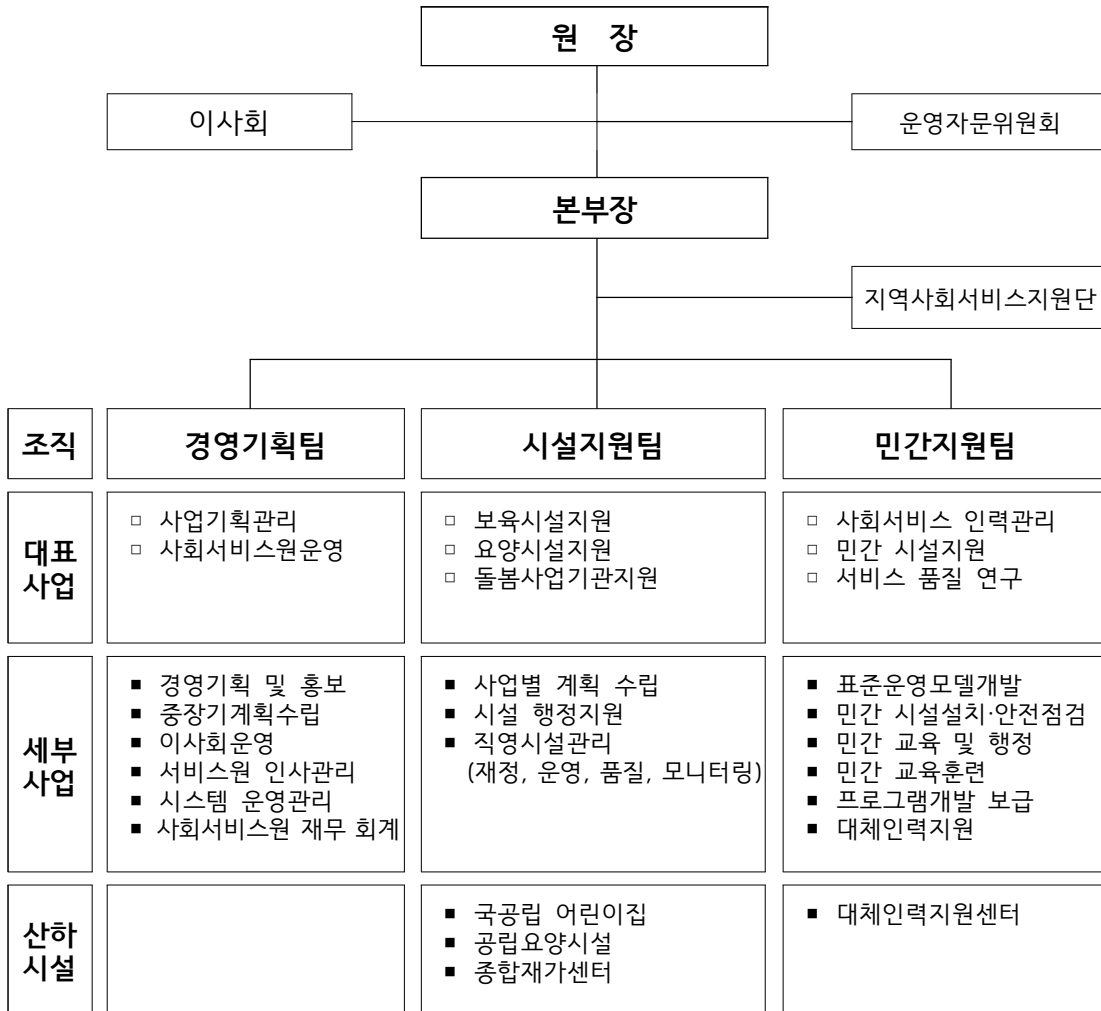 원 장
이사회
운영자문위원회
본부장
지역사회서비스지원단
조직
경영기획팀
시설지원팀
민간지원팀
대표
사업
□ 사업기획관리
□ 사회서비스원운영
□ 보육시설지원
□ 요양시설지원
□ 돌봄사업기관지원
□ 사회서비스 인력관리
□ 민간 시설지원
□ 서비스 품질 연구
세부
사업
■ 경영기획 및 홍보
■ 중장기계획수립
■ 이사회운영
■ 서비스원 인사관리
■ 시스템 운영관리
■ 사회서비스원 재무 회계
■ 사업별 계획 수립
■ 시설 행정지원
■ 직영시설관리
(재정, 운영, 품질, 모니터링)
■ 표준운영모델개발
■ 민간 시설설치·안전점검
■ 민간 교육 및 행정
■ 민간 교육훈련
■ 프로그램개발 보급
■ 대체인력지원
산하
시설
■ 국공립 어린이집
■ 공립요양시설
■ 종합재가센터
■ 대체인력지원센터